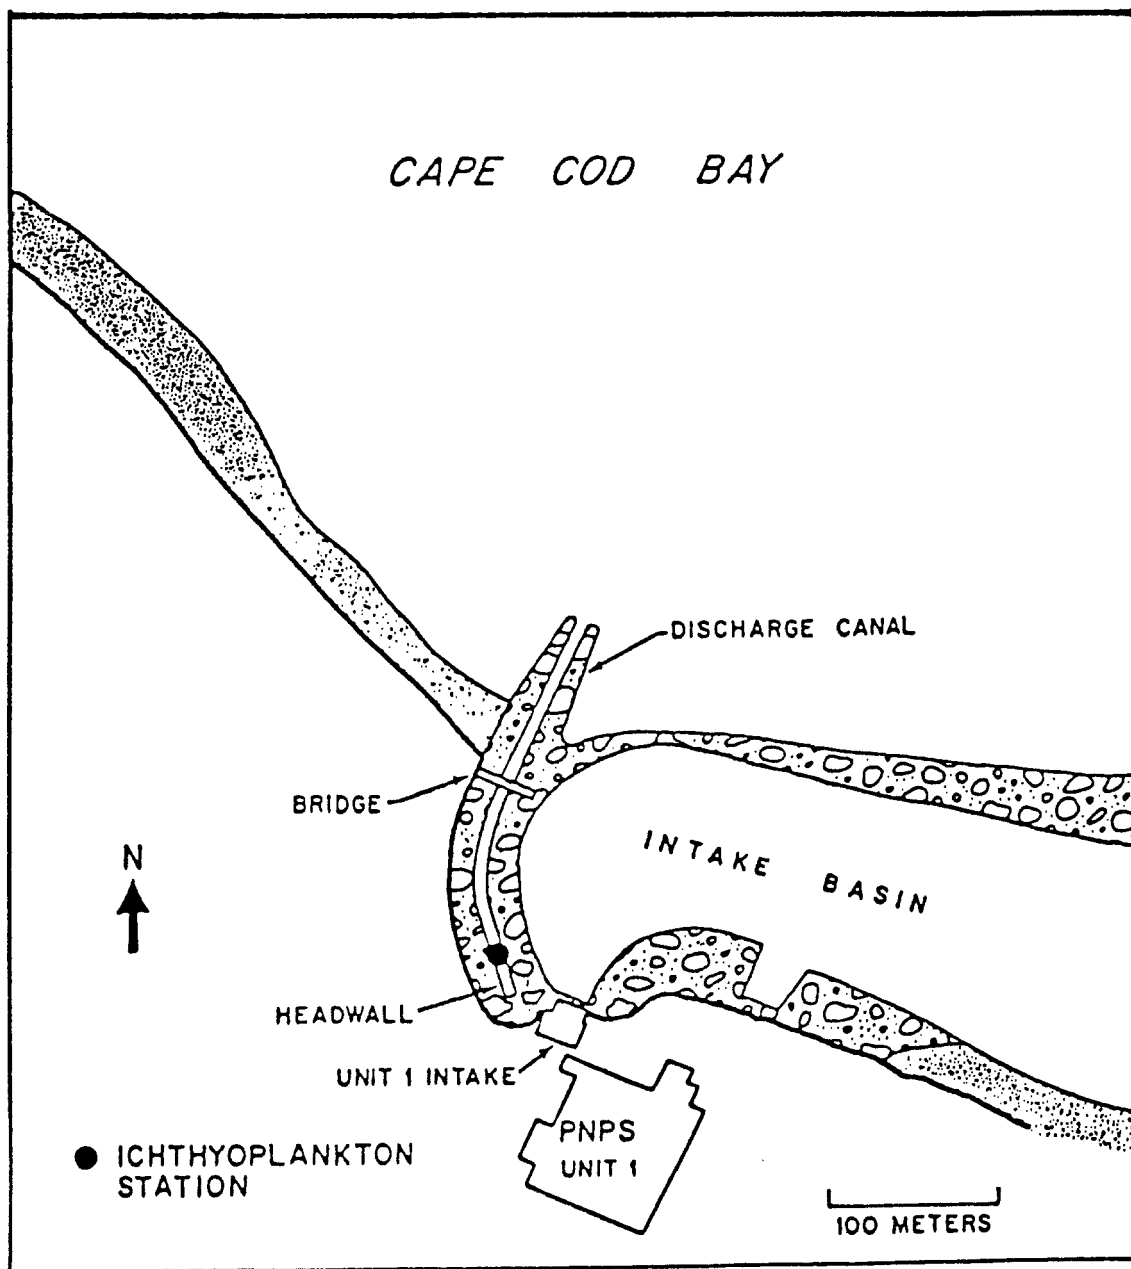 CAPE COD BAY
DISCHARGE CANAL
BRIDGE
INTAKE BASIN
N
HEADWALL
UNIT 1 INTAKE
PNPS
UNIT 1
ICHTHYOPLANKTON
STATION
100 METERS